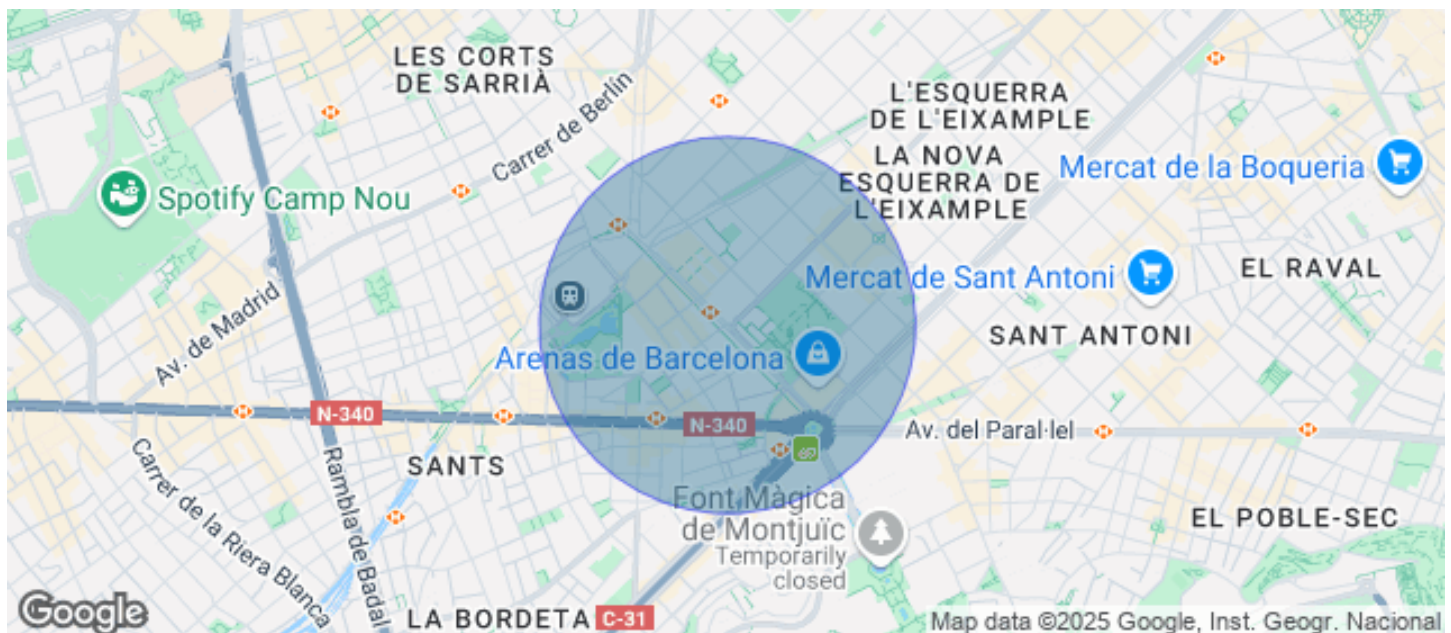 LES CORTS
DE SARRIÀ
Carrer de Berlín
L'ESQUERRA
DE L'EIXAMPLE
LA NOVA
ESQUERRA DE
L'EIXAMPLE
Mercat de la Boqueria
Spotify Camp Nou
Mercat de Sant Antoni
EL RAVAL
Av. de Madrid
SANT ANTONI
Arenas de Barcelona
N-340
N-340
Av. del Paral·lel
SANTS
Carrer de la Riera Blanca
Rambla de Badal
Font Màgica
de Montjuïc
Temporarily
closed
EL POBLE-SEC
LA BORDETA
C-31
Google
Map data ©2025 Google, Inst. Geogr. Nacional